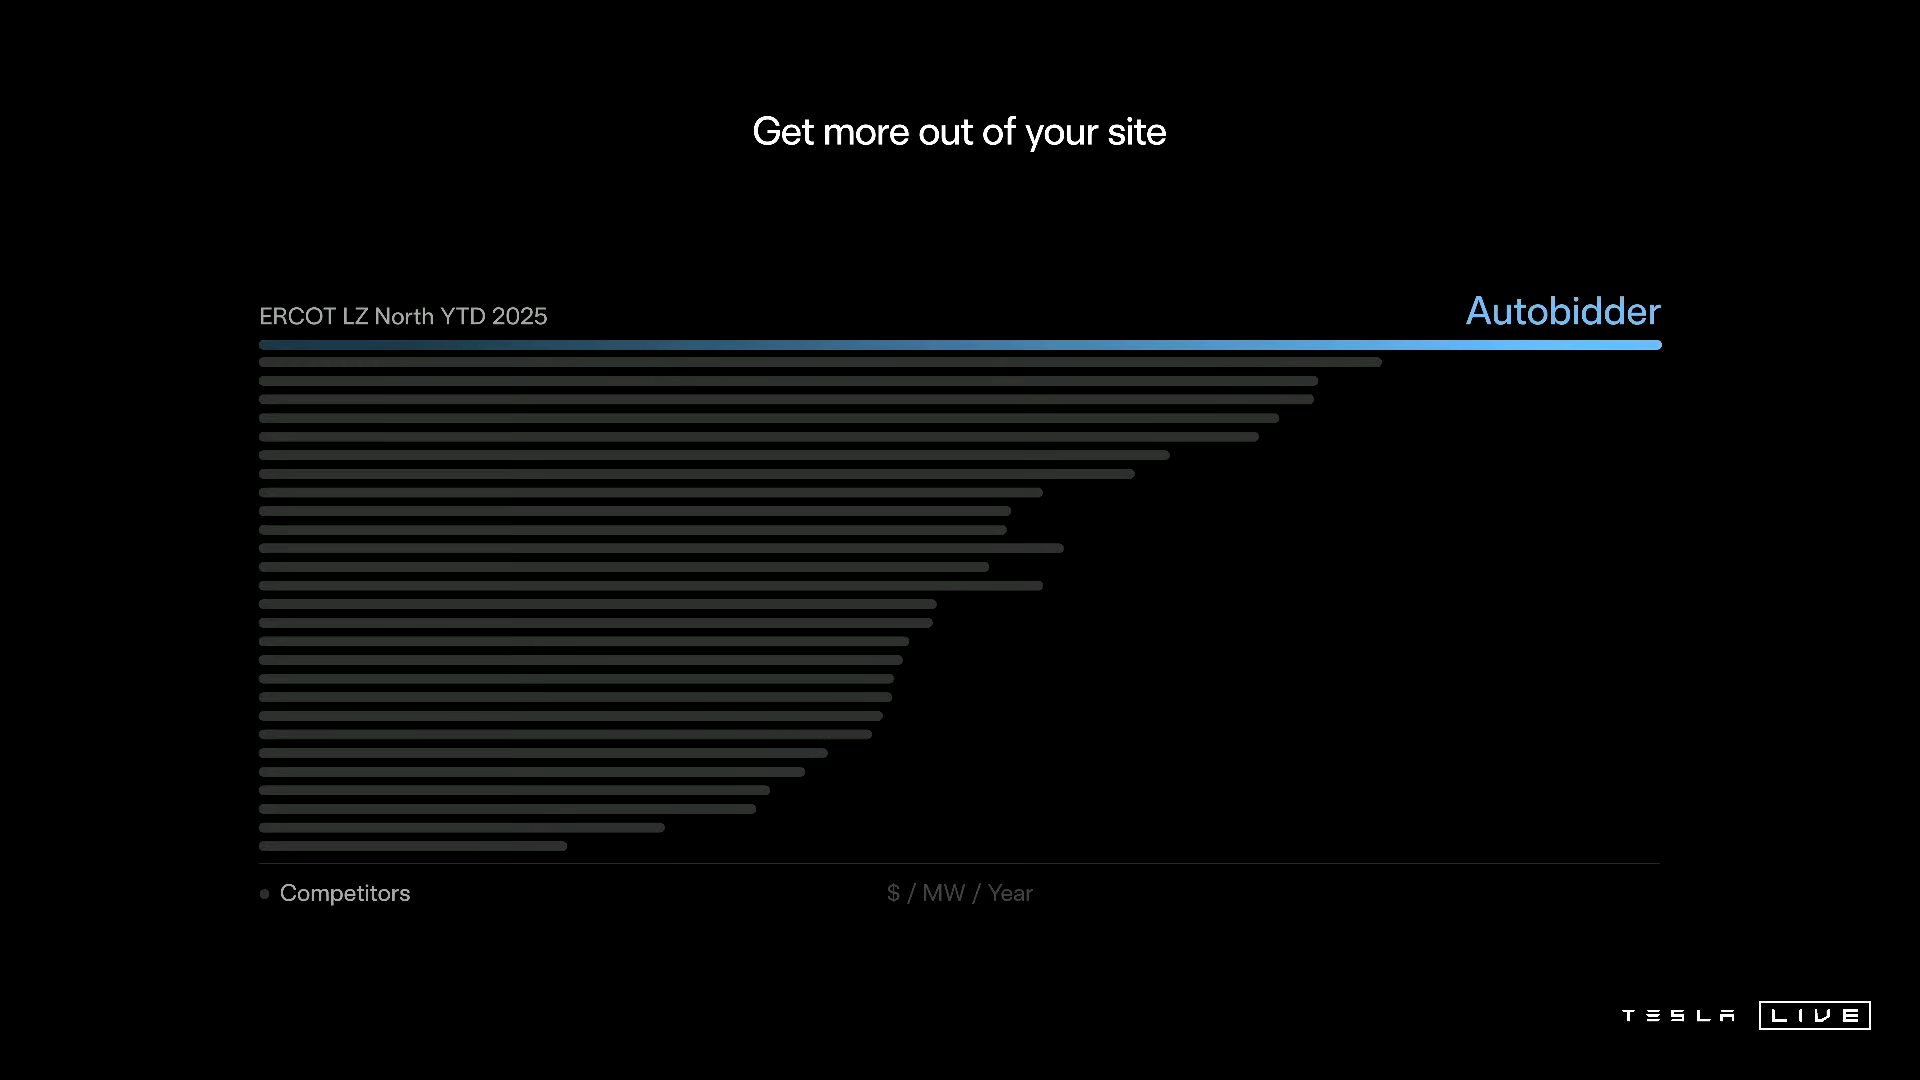 Get more out of your site
ERCOT LZ North YTD 2025
Autobidder
Competitors
$ / MW / Year
TESLA LIVE